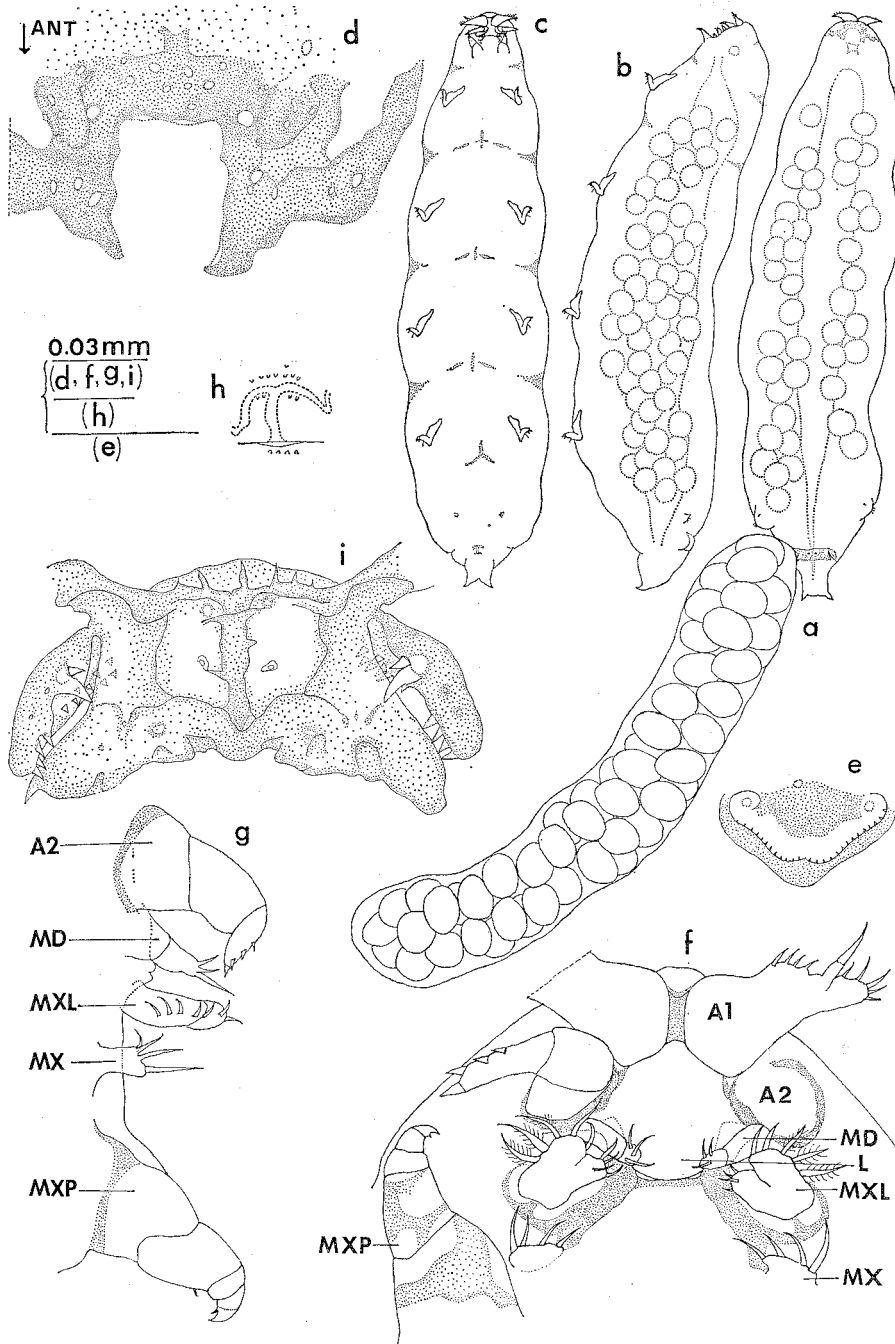 ANT
d
c
b
0.03mm
(d, f, g, i)
(h)
(e)
h
i
a
e
g
A2
MD
MXL
MX
MXP
f
A1
A2
MD
L
MXL
MXP
MX